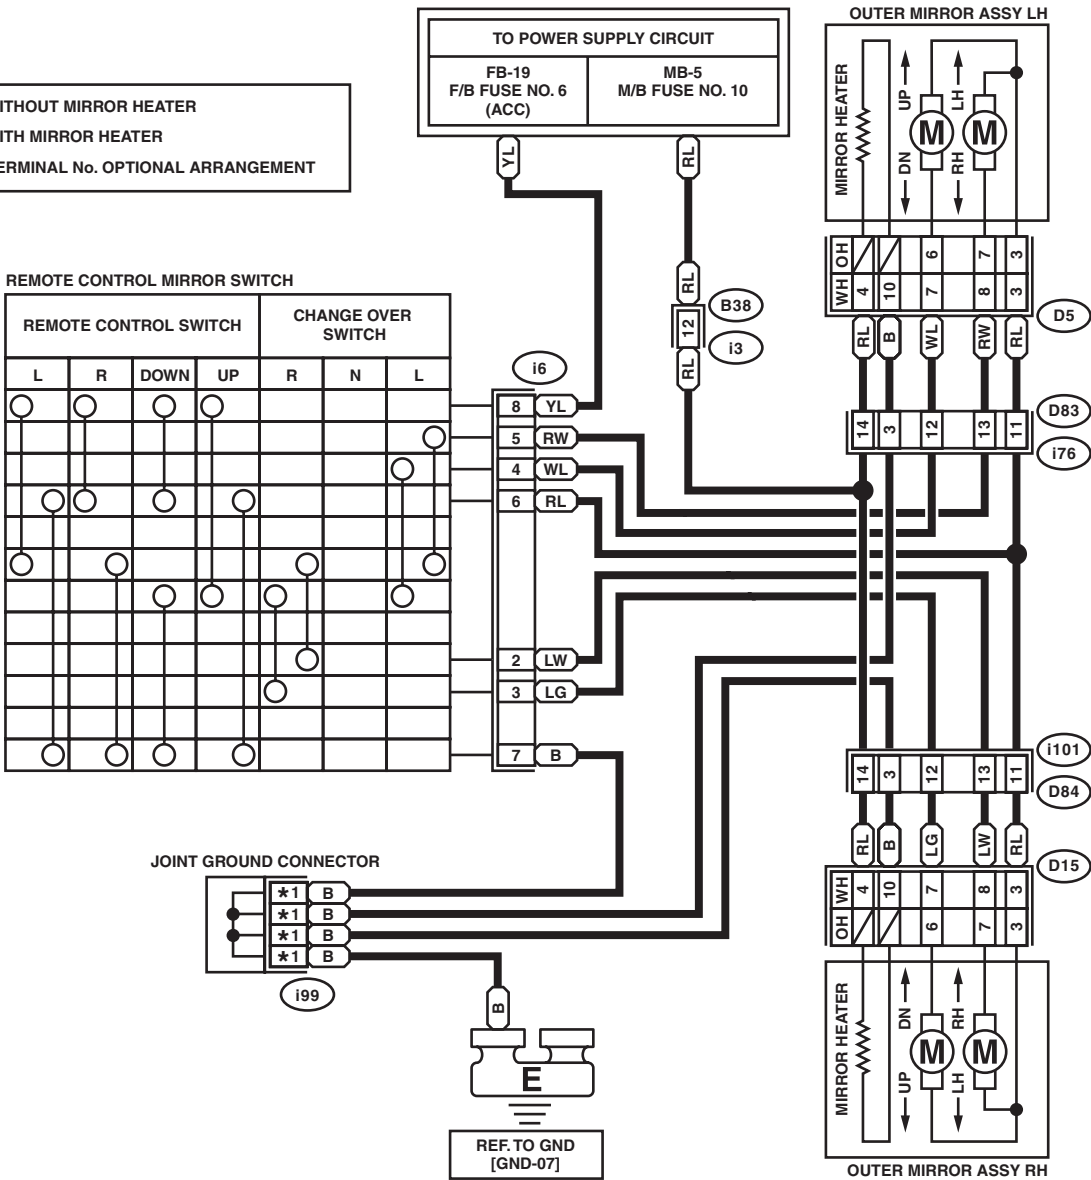 OUTER MIRROR ASSY LH
TO POWER SUPPLY CIRCUIT
FB-19
F/B FUSE NO. 6
(ACC)
MB-5
M/B FUSE NO. 10
ITHOUT MIRROR HEATER
ITH MIRROR HEATER
ERMINAL No. OPTIONAL ARRANGEMENT
MIRROR HEATER
UP
DN
M
LH
RH
M
YL
RL
OH
6
7
3
WH
4
10
7
8
3
D5
RL
B
WL
RW
RL
RL
B38
12
i3
RL
D83
14
3
12
13
11
i76
REMOTE CONTROL MIRROR SWITCH
REMOTE CONTROL SWITCH
CHANGE OVER
SWITCH
L
R
DOWN
UP
R
N
L
i6
8 YL
5 RW
4 WL
6 RL
2 LW
3 LG
7 B
i101
14
3
12
13
11
D84
RL
B
LG
LW
RL
D15
WH
4
10
7
8
3
OH
6
7
3
JOINT GROUND CONNECTOR
*1 B
*1 B
*1 B
*1 B
i99
B
E
REF. TO GND
[GND-07]
MIRROR HEATER
DN
UP
M
RH
LH
M
OUTER MIRROR ASSY RH